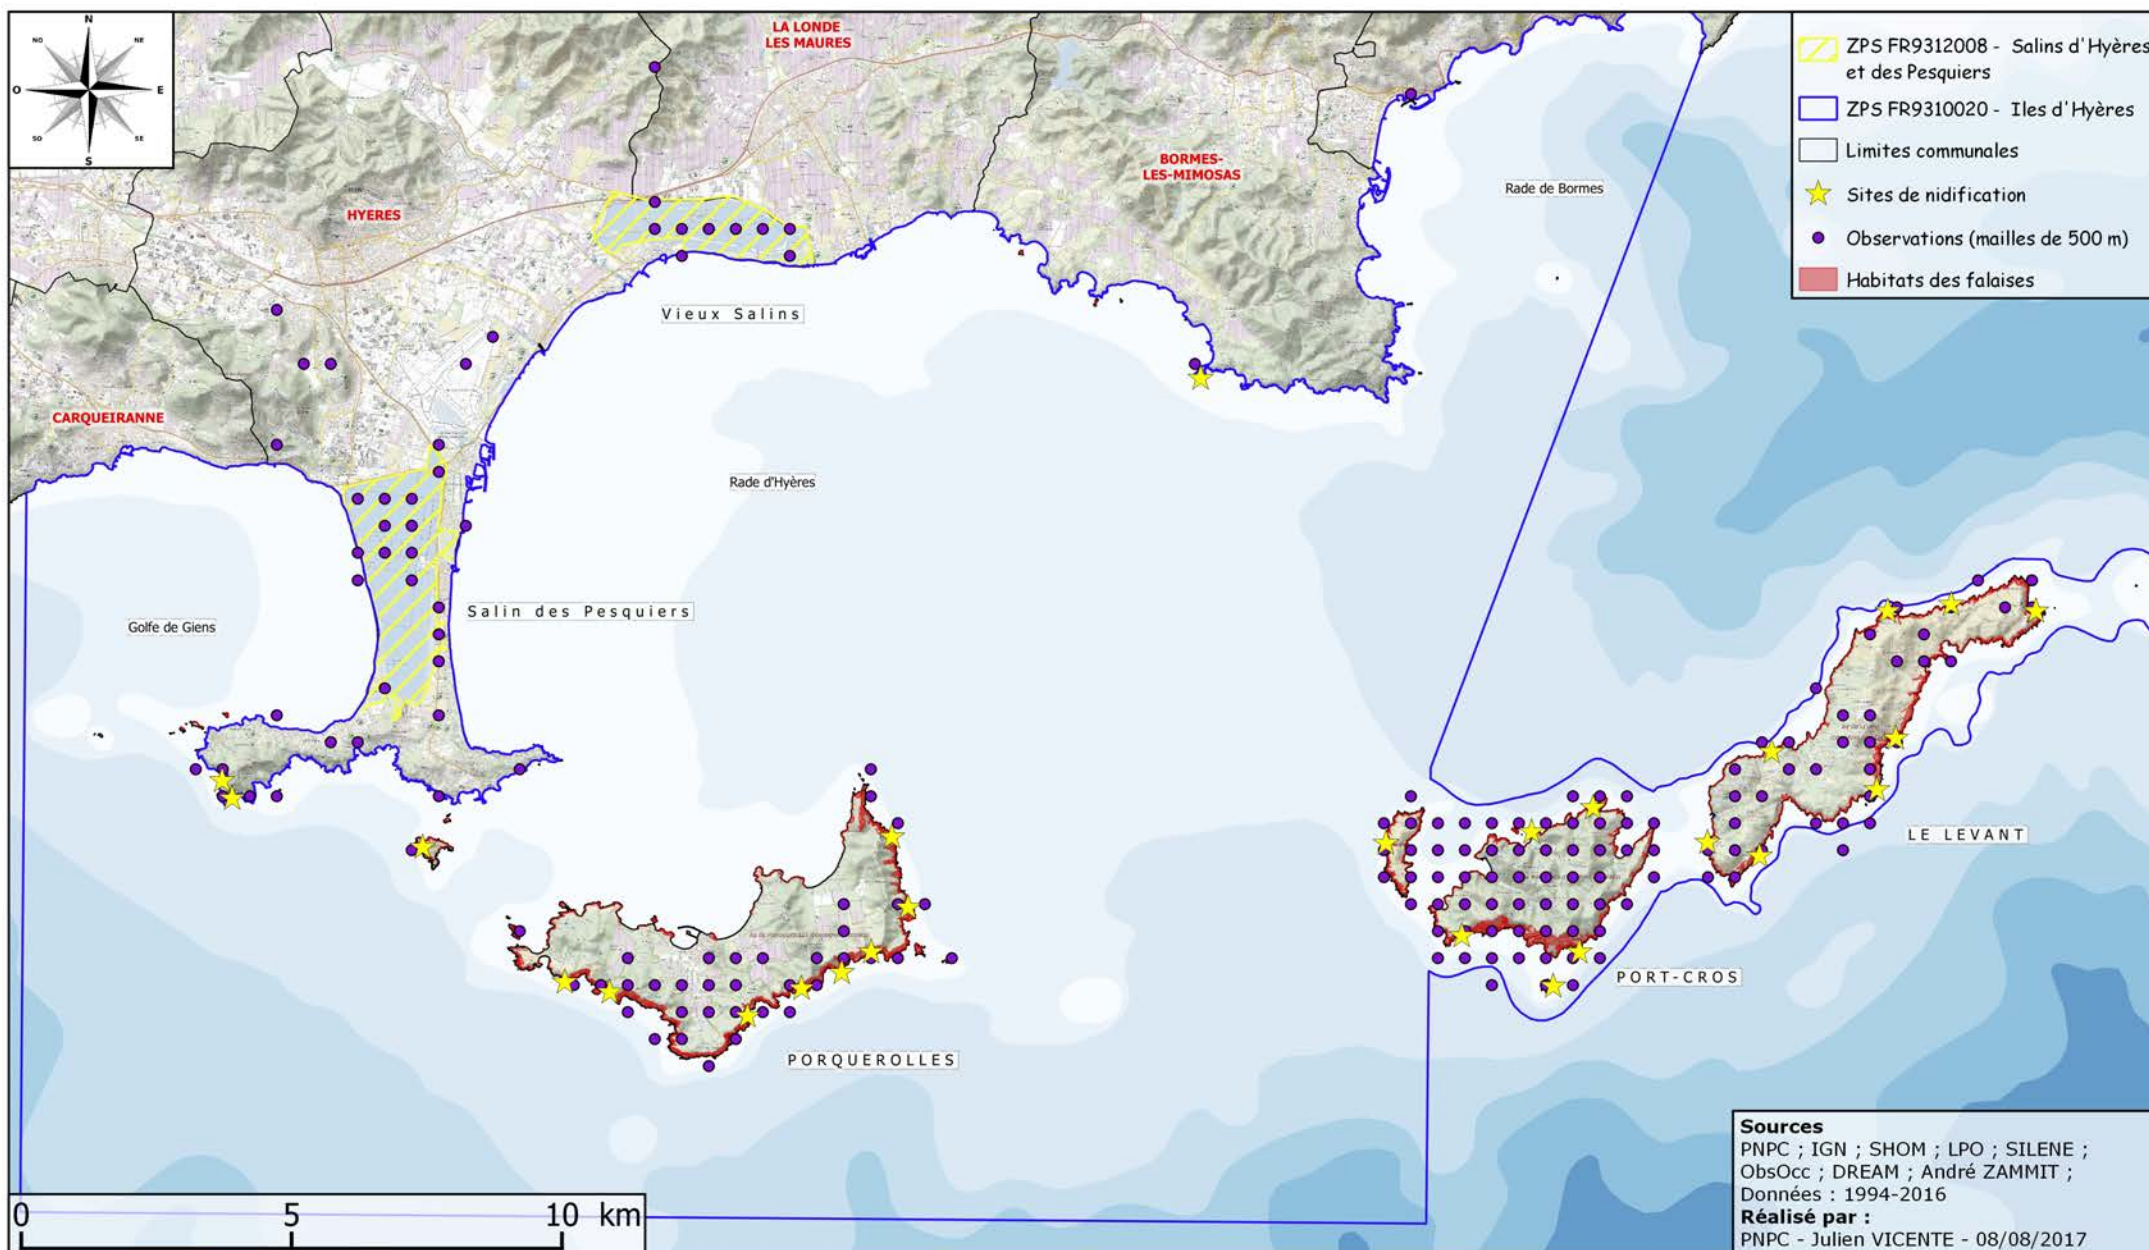 N
NO
NE
O
E
SO
SE
S
LA LONDE
LES MAURES
HYERES
BORMES-
LES-MIMOSAS
Rade de Bormes
CARQUEIRANNE
Vieux Salins
Rade d'Hyères
Golfe de Giens
Salin des Pesquiers
PORQUEROLLES
PORT-CROS
LE LEVANT
ZPS FR9312008 - Salins d'Hyères
et des Pesquiers
ZPS FR9310020 - Iles d'Hyères
Limites communales
Sites de nidification
Observations (mailles de 500 m)
Habitats des falaises
0 5 10 km
Sources
PNPC ; IGN ; SHOM ; LPO ; SILENE ;
ObsOcc ; DREAM ; André ZAMMIT ;
Données : 1994-2016
Réalisé par :
PNPC - Julien VICENTE - 08/08/2017